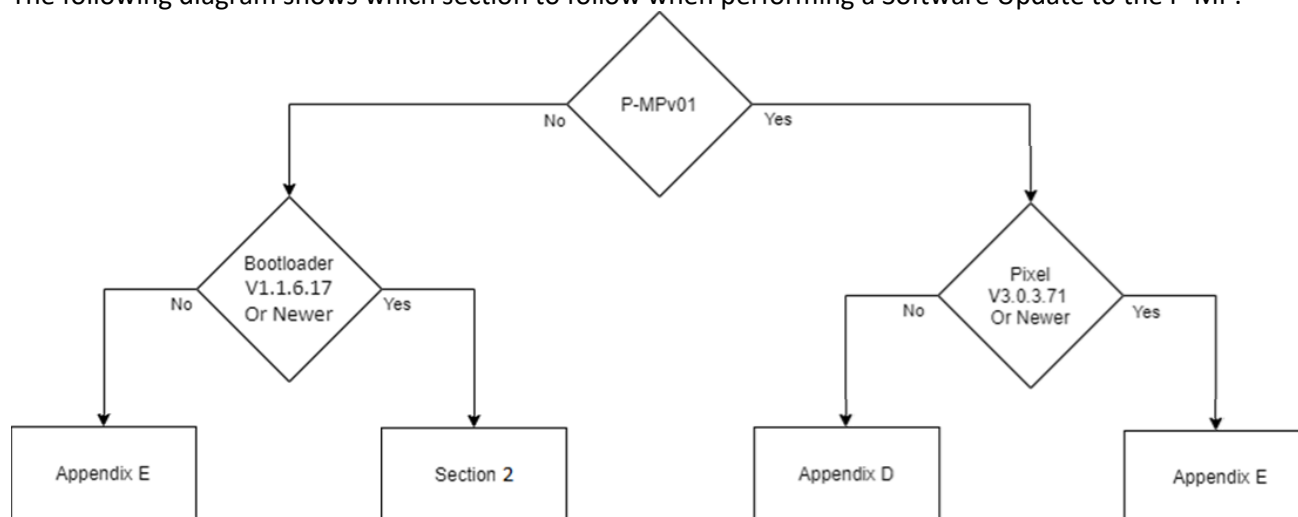 The following diagram shows which section to follow when performing a Software Update to the P-MP.
P-MPv01
No
Yes
Bootloader
V1.1.6.17
Or Newer
No
Yes
Pixel
V3.0.3.71
Or Newer
No
Yes
Appendix E
Section 2
Appendix D
Appendix E